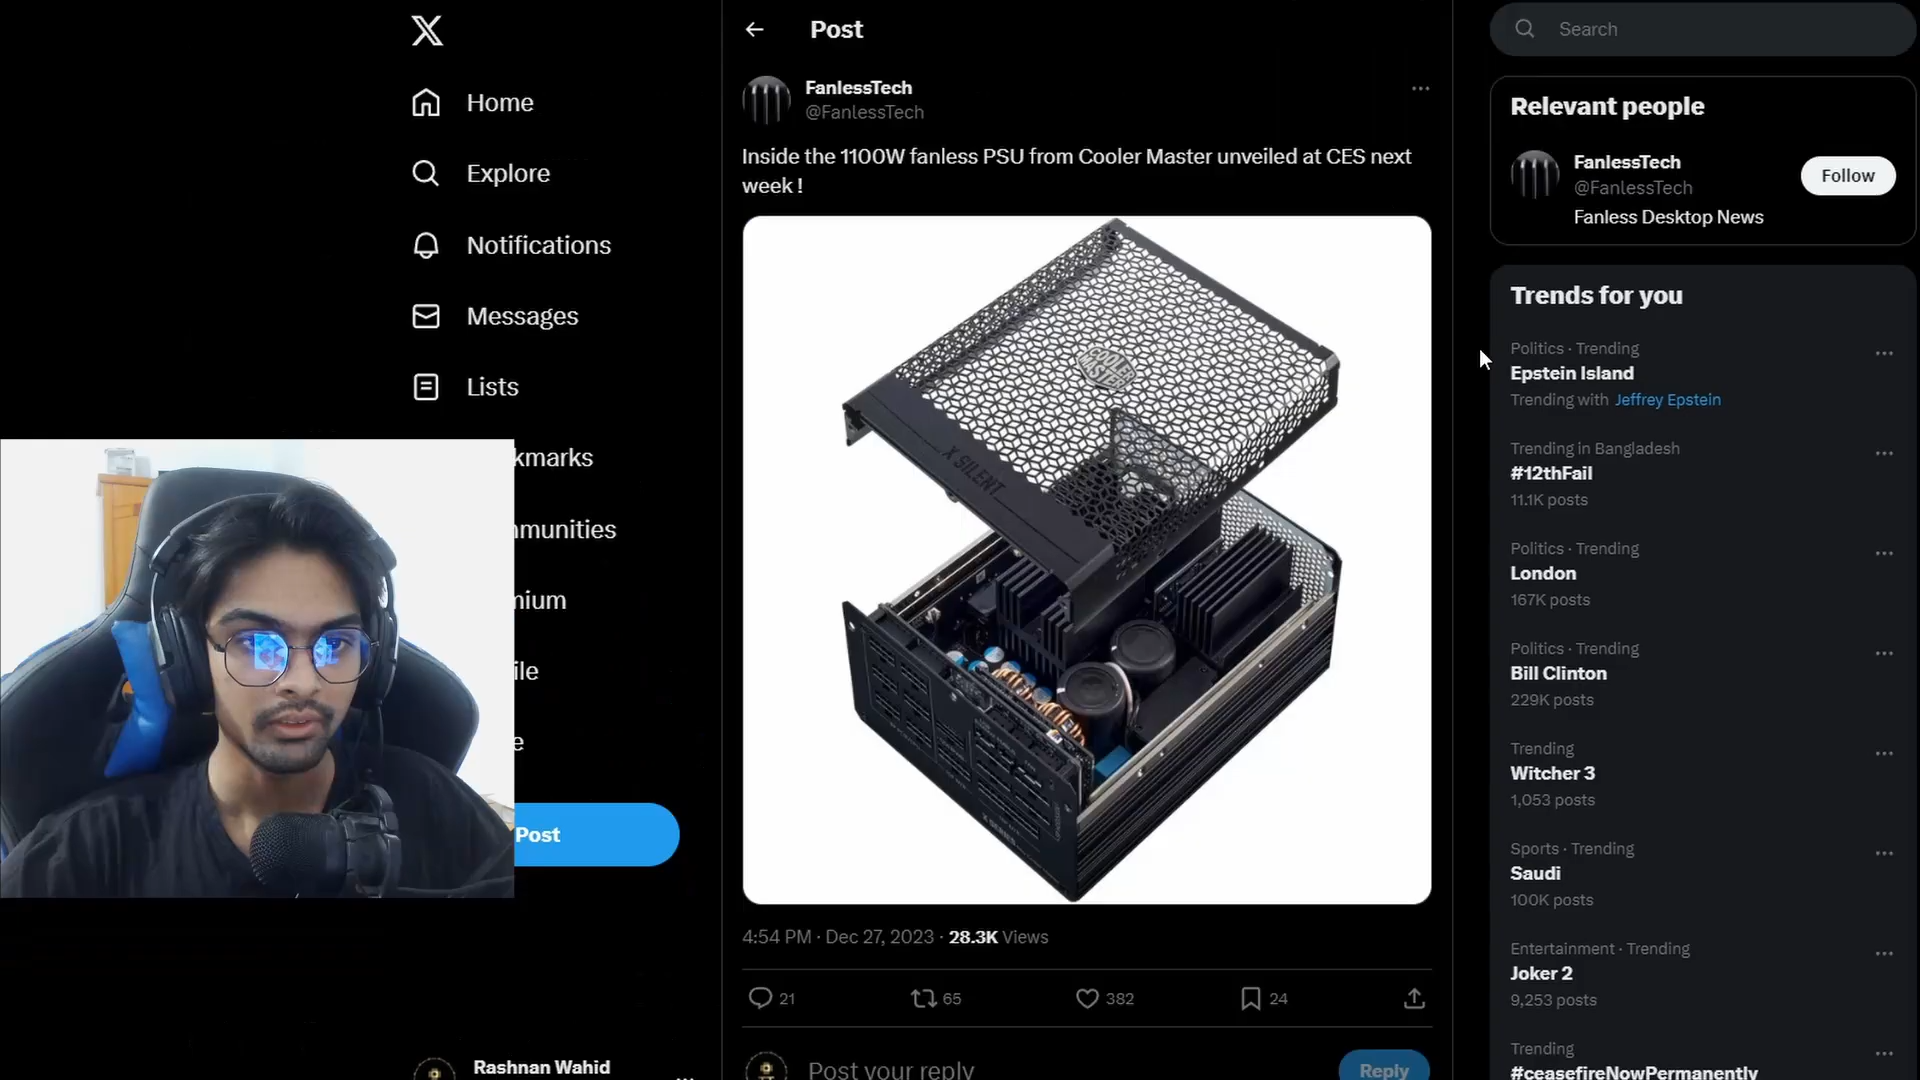 Home
Explore
Notifications
Messages
Lists
kmarks
munities
mium
ile
e
Post
Rashnan Wahid
Post
FanlessTech
@FanlessTech
Inside the 1100W fanless PSU from Cooler Master unveiled at CES next
week !
COOLER
MASTER
X SILENT
X SERIES
4:54 PM · Dec 27, 2023 · 28.3K Views
21
65
382
24
Post your reply
Reply
Search
Relevant people
FanlessTech
@FanlessTech
Follow
Fanless Desktop News
Trends for you
Politics · Trending
Epstein Island
Trending with Jeffrey Epstein
Trending in Bangladesh
#12thFail
11.1K posts
Politics · Trending
London
167K posts
Politics · Trending
Bill Clinton
229K posts
Trending
Witcher 3
1,053 posts
Sports · Trending
Saudi
100K posts
Entertainment · Trending
Joker 2
9,253 posts
Trending
#ceasefireNowPermanently